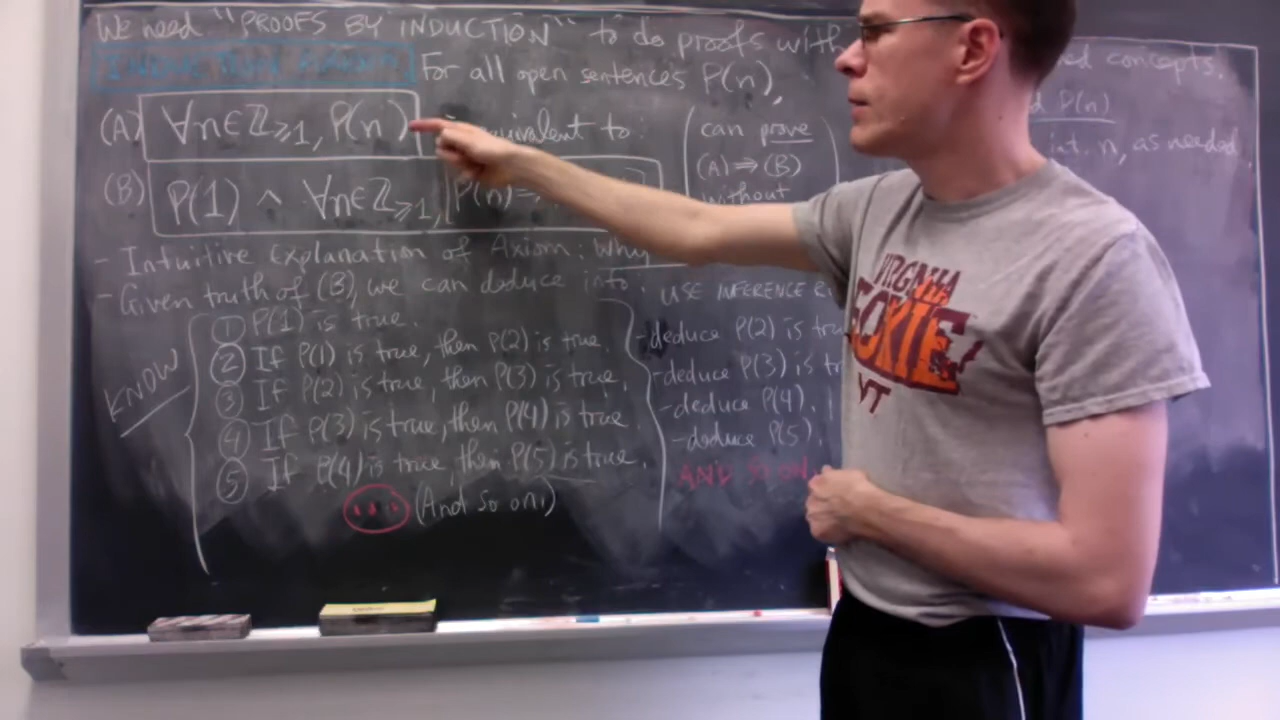 We need "PROOFS BY INDUCTION" to do proofs with
ed concepts.
INDUCTION AXIOM For all open sentences P(n),
(A) ∀n∈ℤ≥1, P(n) equivalent to:
(B) P(1) ∧ ∀n∈ℤ≥1, P(n)=
(can prove
(A) ⇒ (B)
without
d P(n)
int. n, as needed
- Intuitive Explanation of Axiom: Why
- Given truth of (B), we can deduce info:
KNOW
① P(1) is true.
② If P(1) is true, then P(2) is true.
③ If P(2) is true, then P(3) is true.
④ If P(3) is true, then P(4) is true.
⑤ If P(4) is true, then P(5) is true.
... (And so on.)
USE INFERENCE R
- deduce P(2) is tru
- deduce P(3) is tr
- deduce P(4).
- deduce P(5).
AND SO ON
VIRGINIA
VT